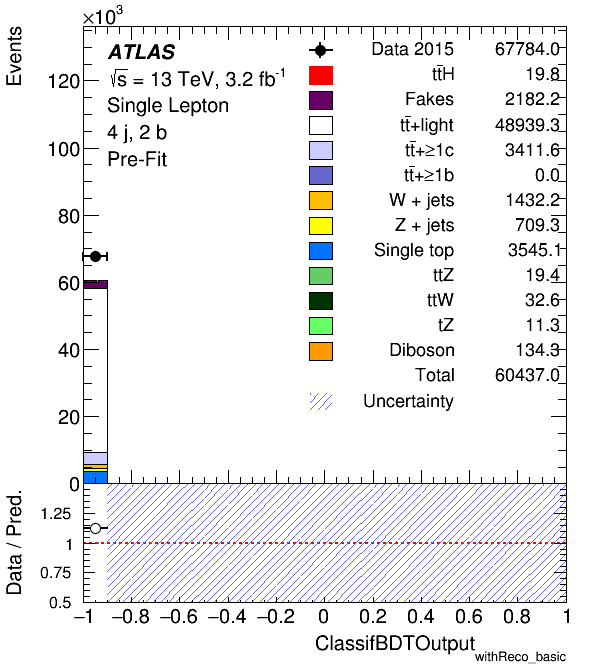 ×10³
Events
ATLAS
√s = 13 TeV, 3.2 fb⁻¹
Single Lepton
4 j, 2 b
Pre-Fit
Data 2015 67784.0
tt̄H 19.8
Fakes 2182.2
tt̄+light 48939.3
tt̄+≥1c 3411.6
tt̄+≥1b 0.0
W + jets 1432.2
Z + jets 709.3
Single top 3545.1
ttZ 19.4
ttW 32.6
tZ 11.3
Diboson 134.3
Total 60437.0
Uncertainty
120
100
80
60
40
20
0
Data / Pred.
1.25
1
0.75
0.5
−1 −0.8 −0.6 −0.4 −0.2 0 0.2 0.4 0.6 0.8 1
ClassifBDTOutput
withReco_basic